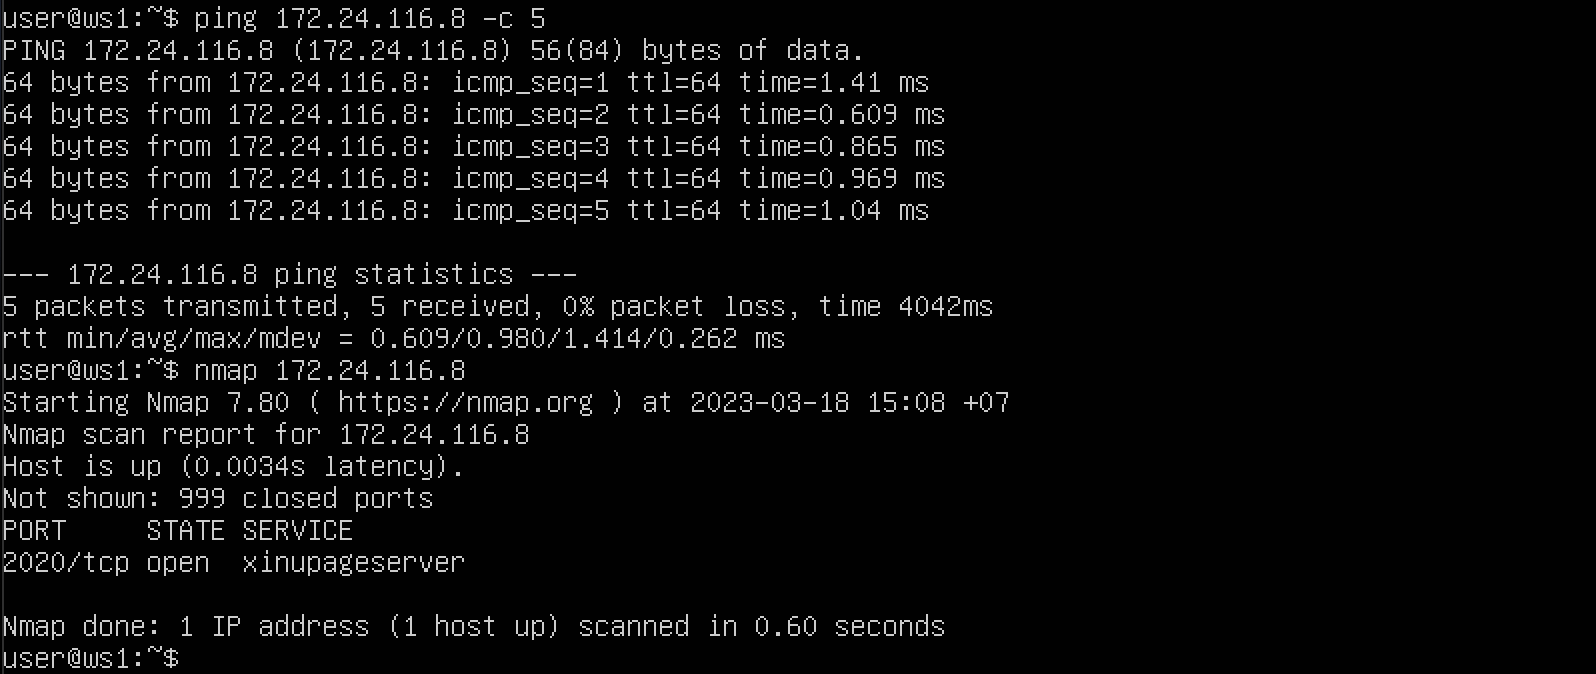 user@ws1:~$ ping 172.24.116.8 -c 5
PING 172.24.116.8 (172.24.116.8) 56(84) bytes of data.
64 bytes from 172.24.116.8: icmp_seq=1 ttl=64 time=1.41 ms
64 bytes from 172.24.116.8: icmp_seq=2 ttl=64 time=0.609 ms
64 bytes from 172.24.116.8: icmp_seq=3 ttl=64 time=0.865 ms
64 bytes from 172.24.116.8: icmp_seq=4 ttl=64 time=0.969 ms
64 bytes from 172.24.116.8: icmp_seq=5 ttl=64 time=1.04 ms

--- 172.24.116.8 ping statistics ---
5 packets transmitted, 5 received, 0% packet loss, time 4042ms
rtt min/avg/max/mdev = 0.609/0.980/1.414/0.262 ms
user@ws1:~$ nmap 172.24.116.8
Starting Nmap 7.80 ( https://nmap.org ) at 2023-03-18 15:08 +07
Nmap scan report for 172.24.116.8
Host is up (0.0034s latency).
Not shown: 999 closed ports
PORT     STATE SERVICE
2020/tcp open  xinupageserver

Nmap done: 1 IP address (1 host up) scanned in 0.60 seconds
user@ws1:~$